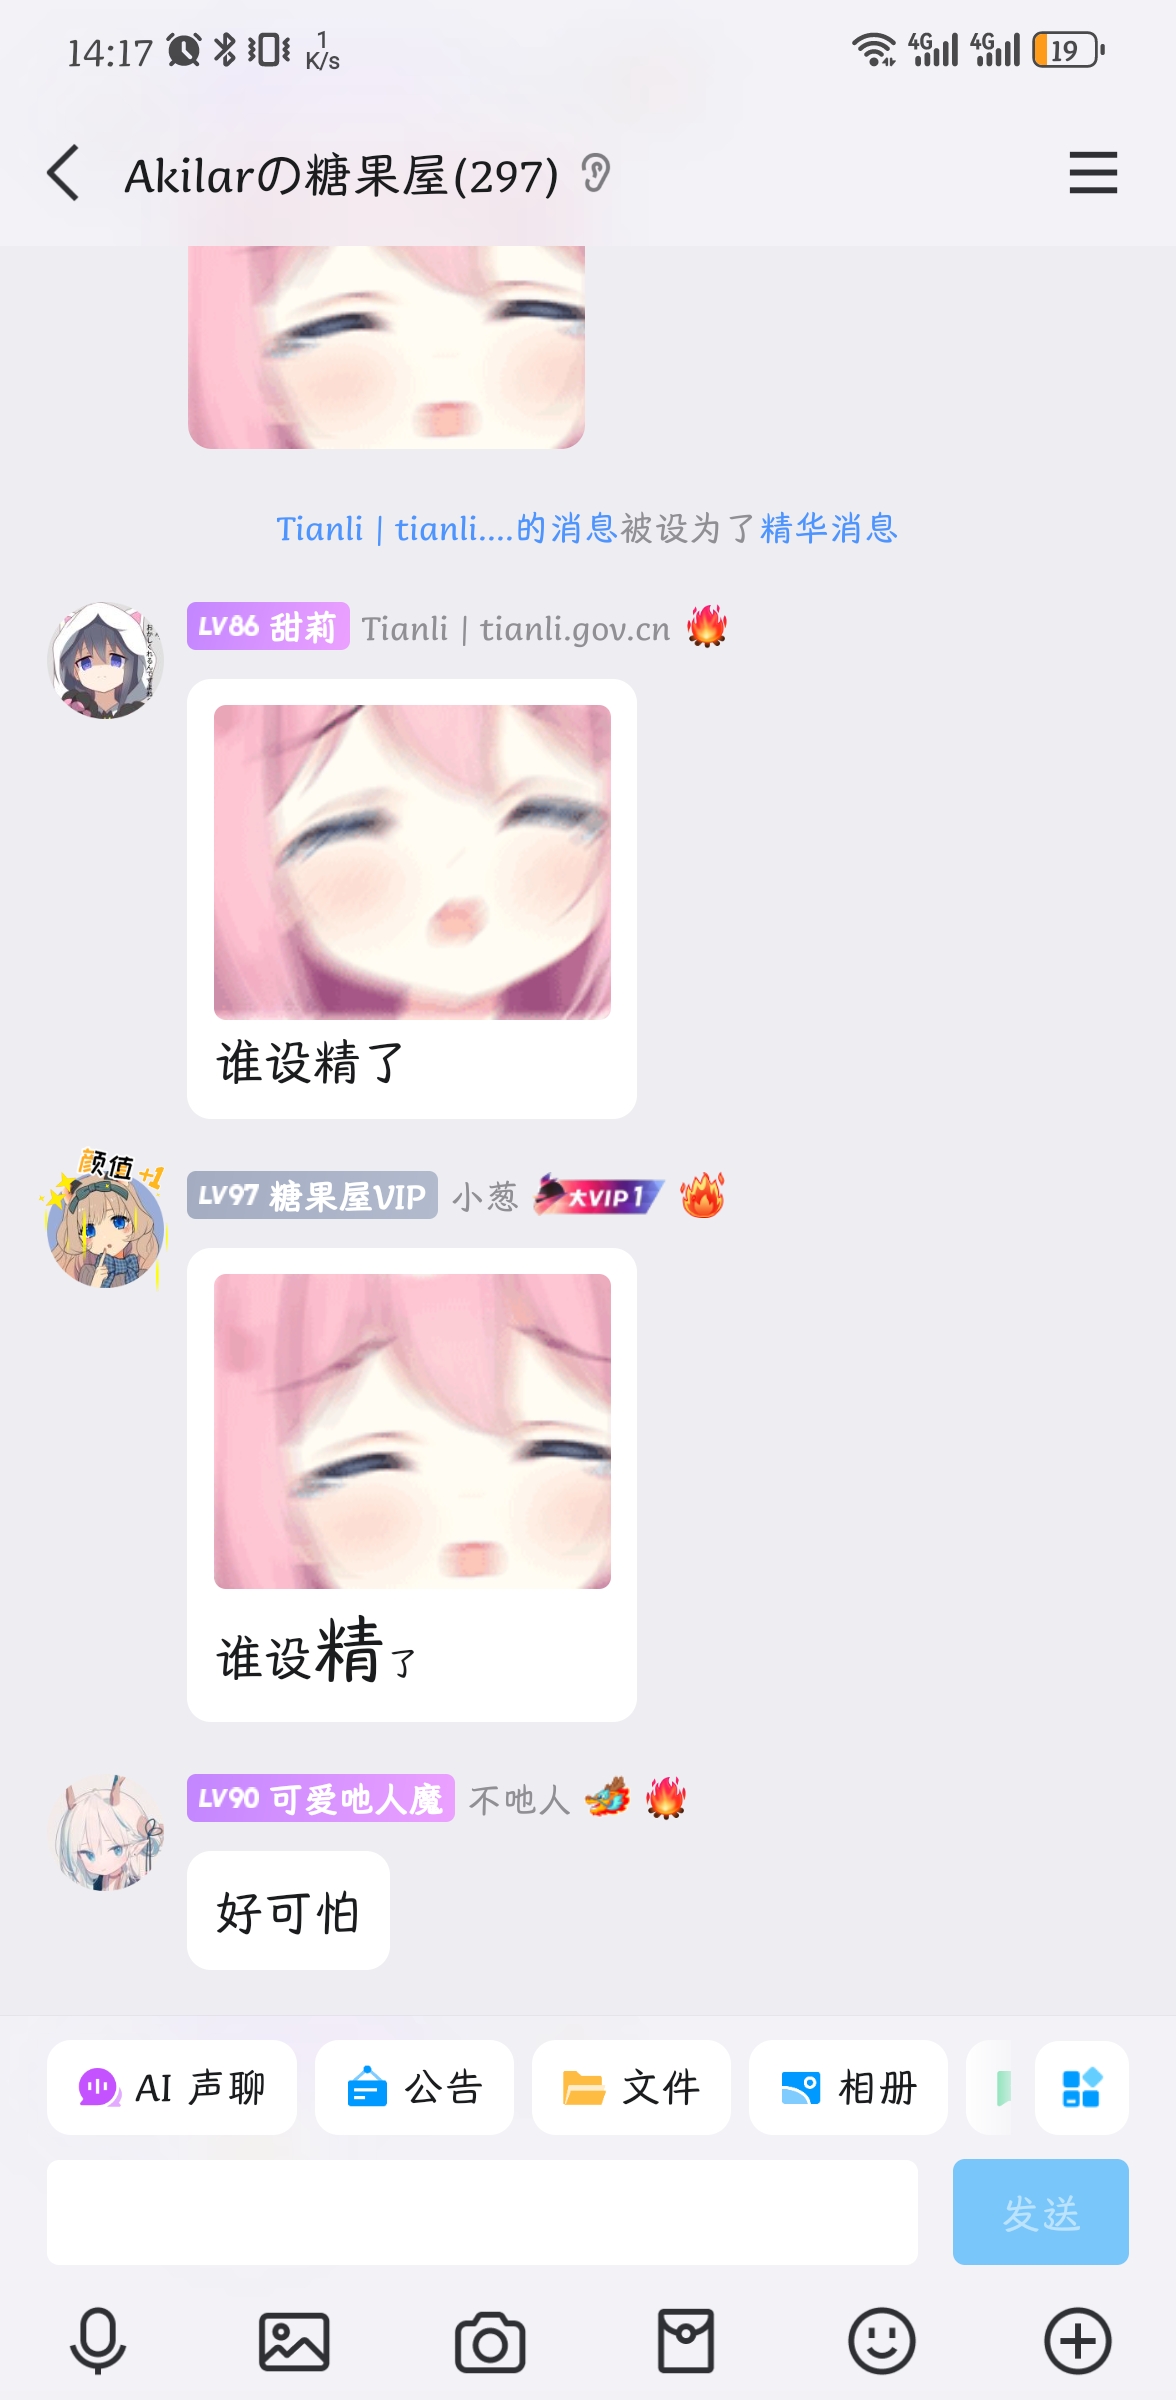 14:17
1
K/s
4G
4G
19
Akilarの糖果屋(297)
Tianli | tianli....的消息被设为了精华消息
LV86 甜莉 Tianli | tianli.gov.cn
谁设精了
颜值+1
LV97 糖果屋VIP 小葱 大VIP1
谁设精了
LV90 可爱吔人魔 不吔人
好可怕
AI 声聊
公告
文件
相册
发送